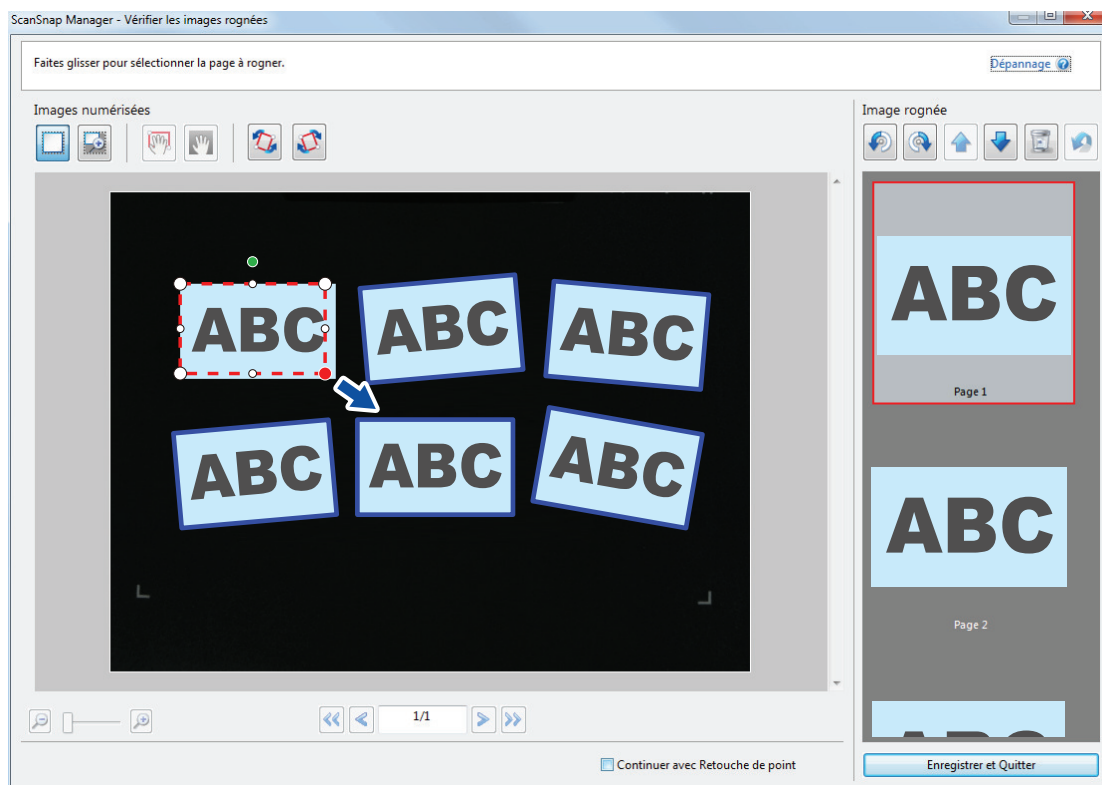 ScanSnap Manager - Vérifier les images rognées
Faites glisser pour sélectionner la page à rogner.
Dépannage
Images numérisées
Image rognée
ABC
ABC
ABC
ABC
ABC
ABC
ABC
Page 1
ABC
Page 2
1/1
Continuer avec Retouche de point
Enregistrer et Quitter